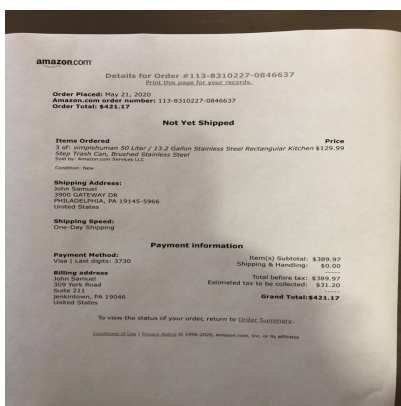 amazon.com
Details for Order #113-8310227-0846637
Print this page for your records.
Order Placed: May 21, 2020
Amazon.com order number: 113-8310227-0846637
Order Total: $421.17
Not Yet Shipped
Items Ordered Price
3 of: simplehuman 50 Liter / 13.2 Gallon Stainless Steel Rectangular Kitchen $129.99
Step Trash Can, Brushed Stainless Steel
Sold by: Amazon.com Services LLC
Condition: New
Shipping Address:
John Samuel
3900 GATEWAY DR
PHILADELPHIA, PA 19145-5966
United States
Shipping Speed:
One-Day Shipping
Payment information
Payment Method:
Visa | Last digits: 3730
Billing address
John Samuel
309 York Road
Suite 211
Jenkintown, PA 19046
United States
Item(s) Subtotal: $389.97
Shipping & Handling: $0.00
-----
Total before tax: $389.97
Estimated tax to be collected: $31.20
-----
Grand Total: $421.17
To view the status of your order, return to Order Summary.
Conditions of Use | Privacy Notice © 1996-2020, Amazon.com, Inc. or its affiliates